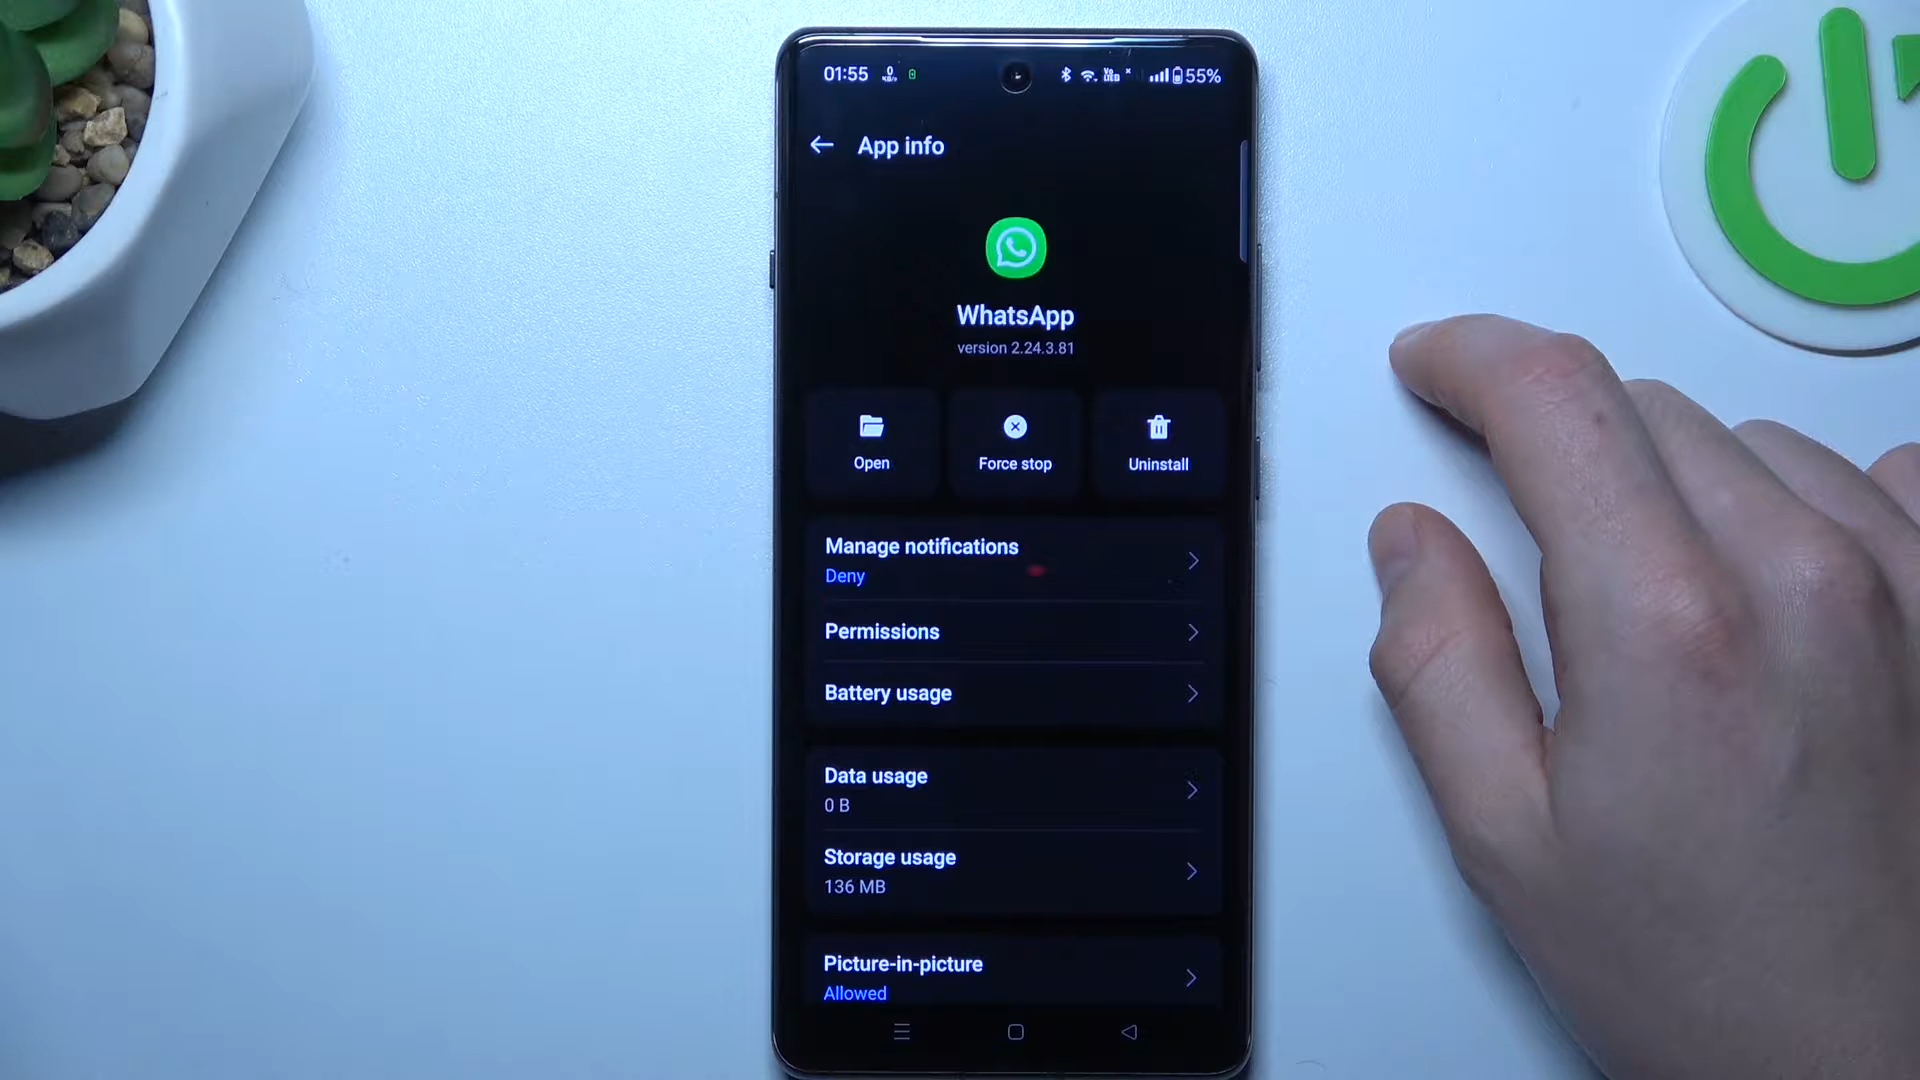 01:55
55%
App info
WhatsApp
version 2.24.3.81
Open
Force stop
Uninstall
Manage notifications
Deny
Permissions
Battery usage
Data usage
0 B
Storage usage
136 MB
Picture-in-picture
Allowed